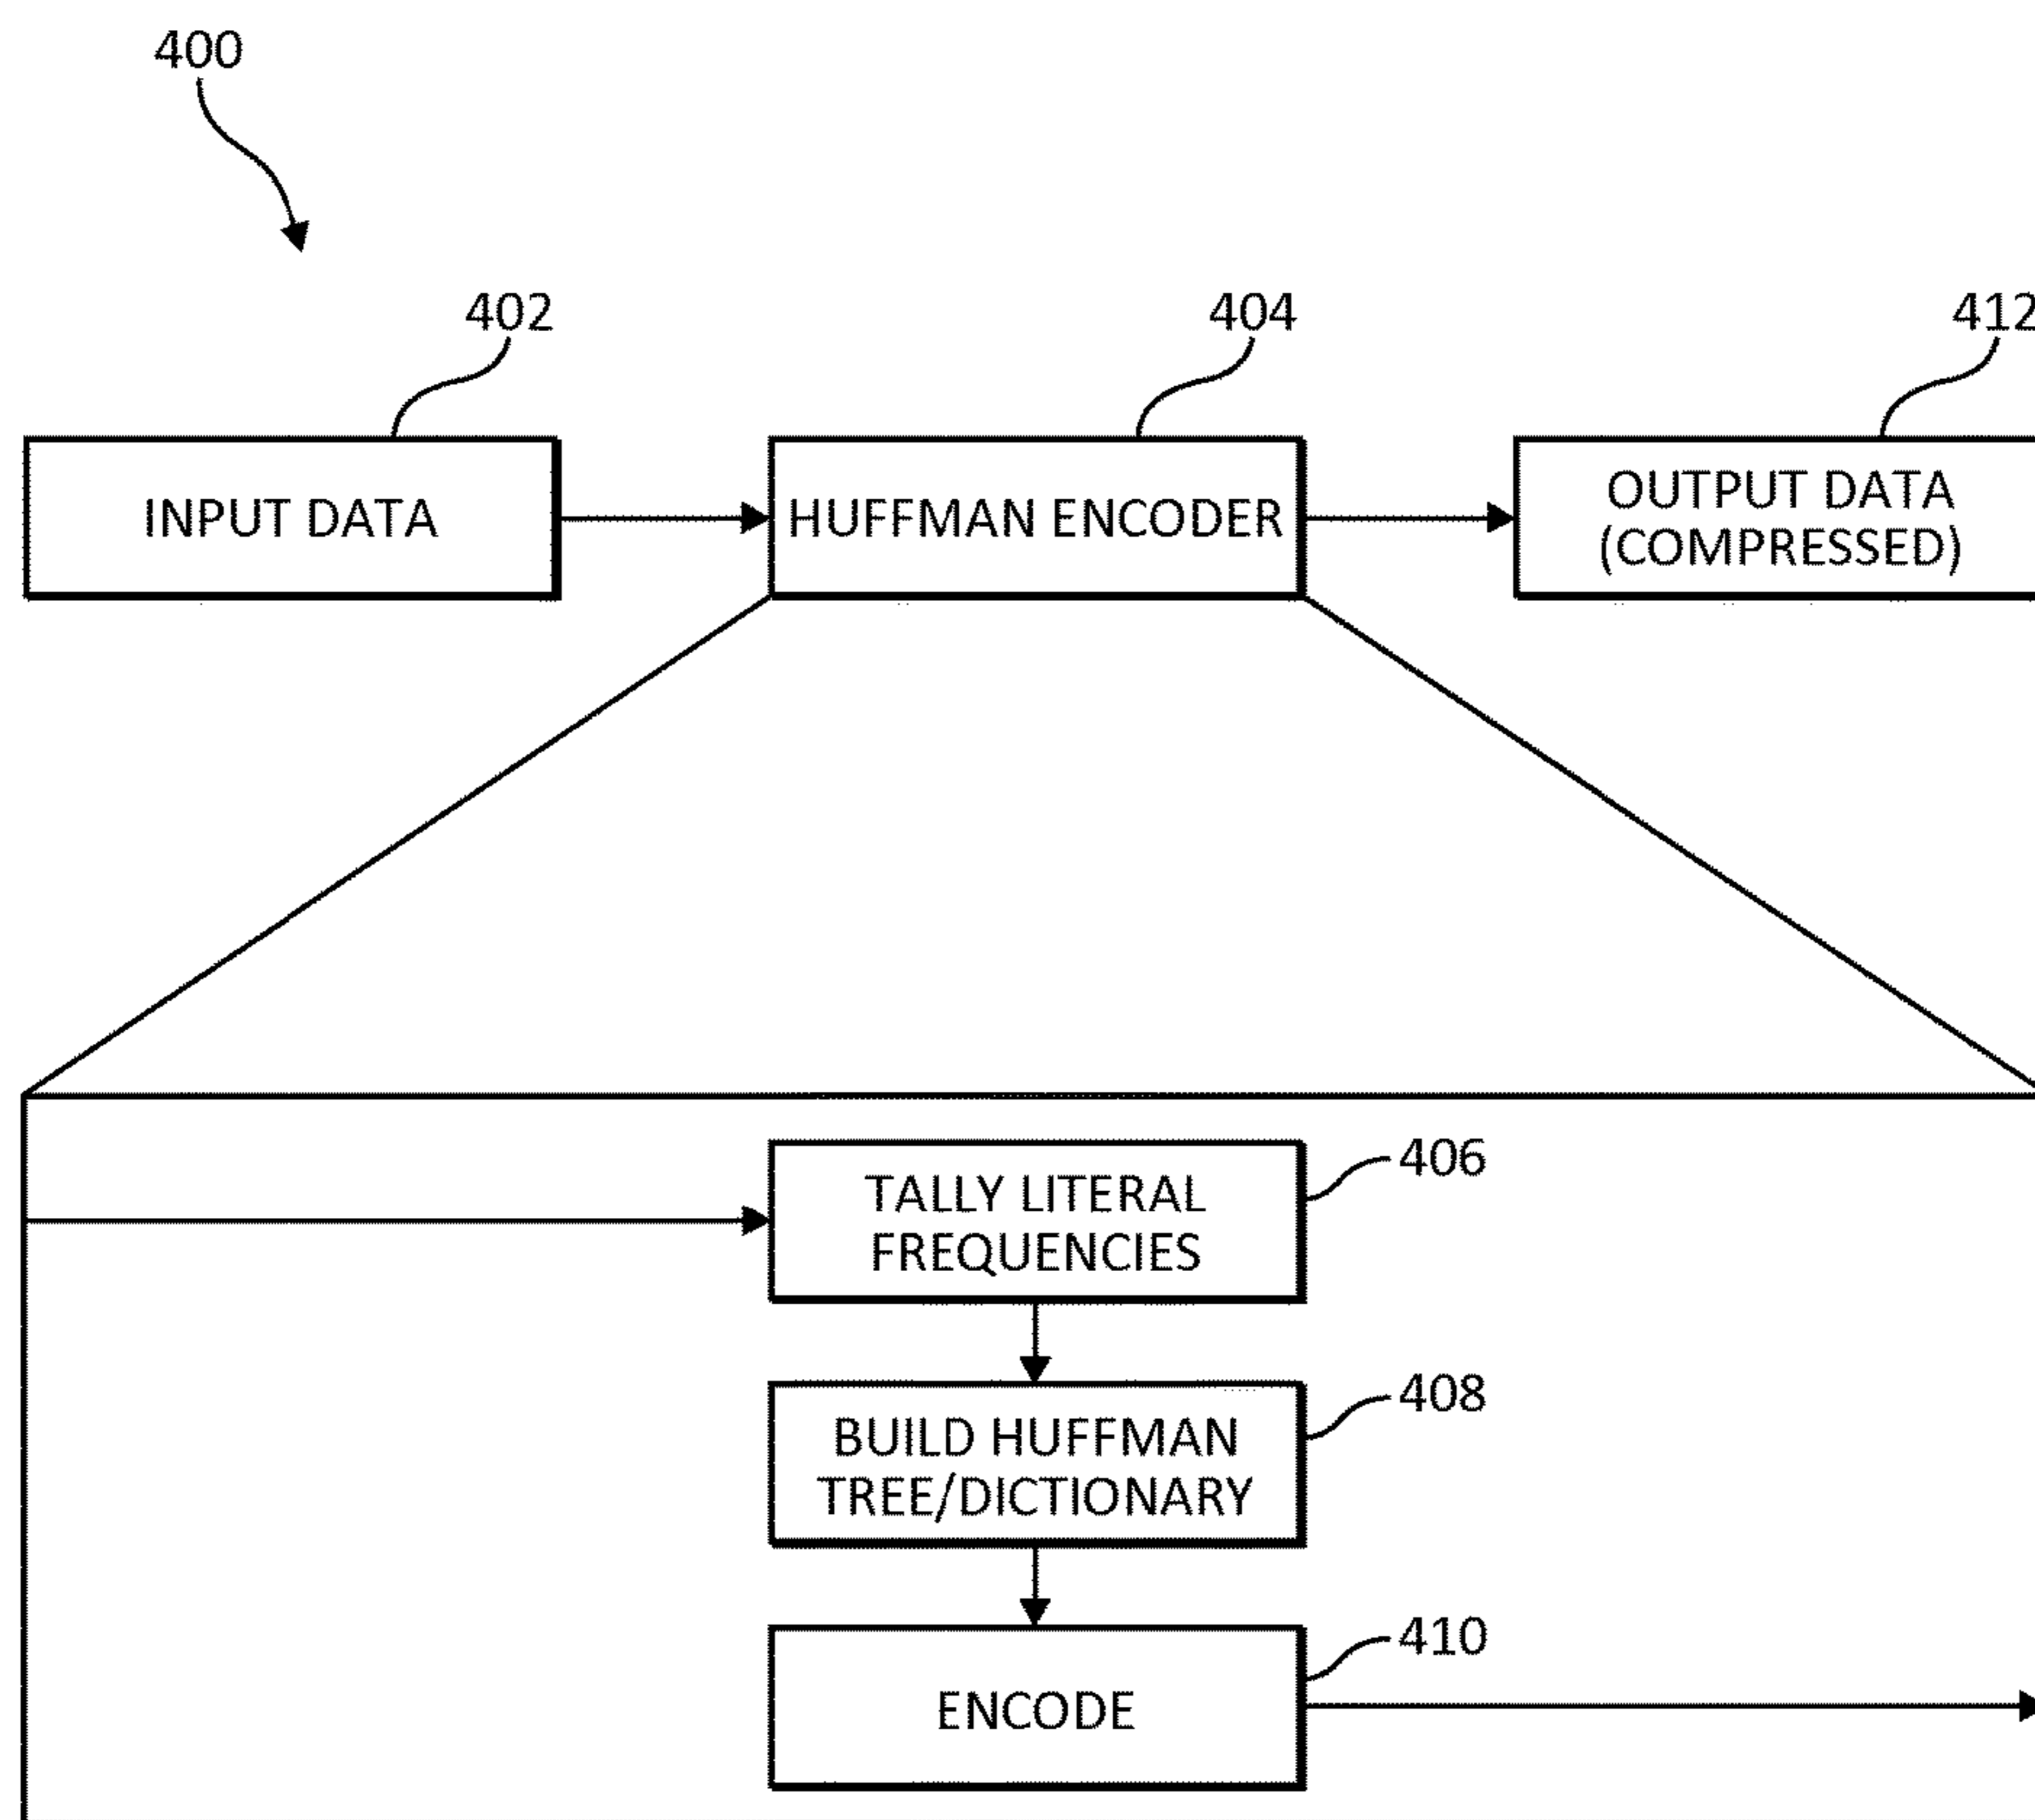 400
402
404
412
INPUT DATA
HUFFMAN ENCODER
OUTPUT DATA
(COMPRESSED)
406
TALLY LITERAL
FREQUENCIES
408
BUILD HUFFMAN
TREE/DICTIONARY
410
ENCODE